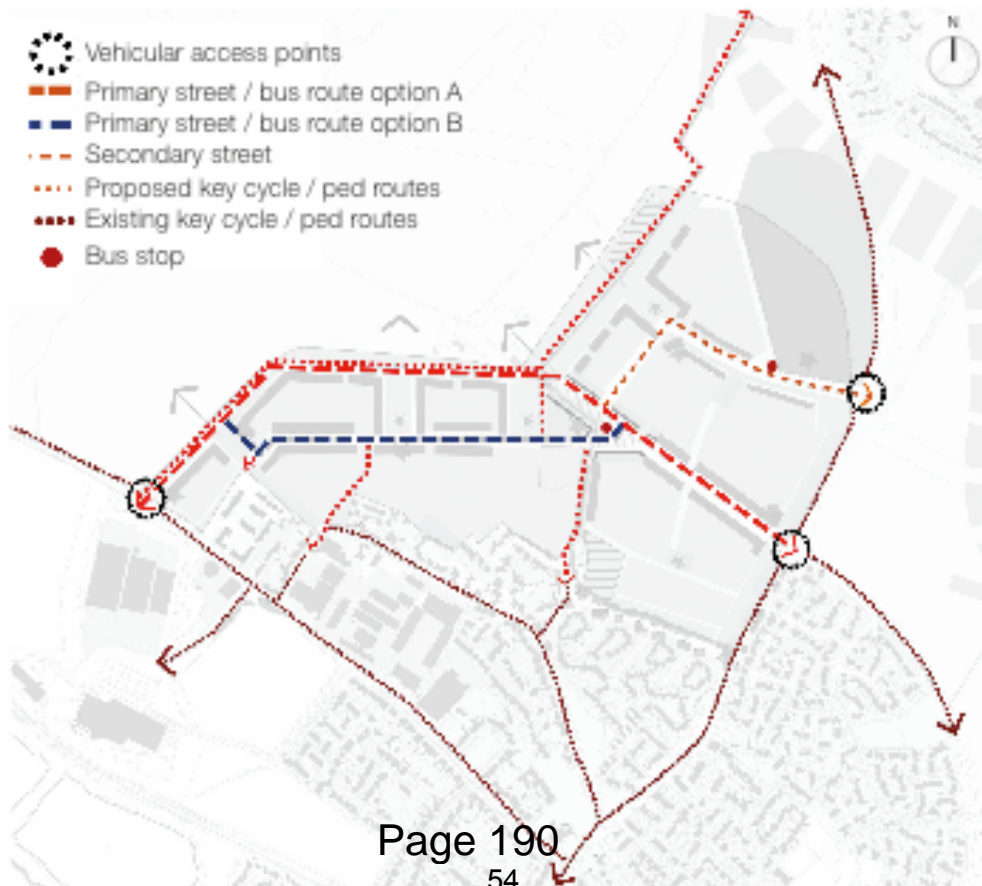 Vehicular access points
Primary street / bus route option A
Primary street / bus route option B
Secondary street
Proposed key cycle / ped routes
Existing key cycle / ped routes
Bus stop
N
Page 190
54